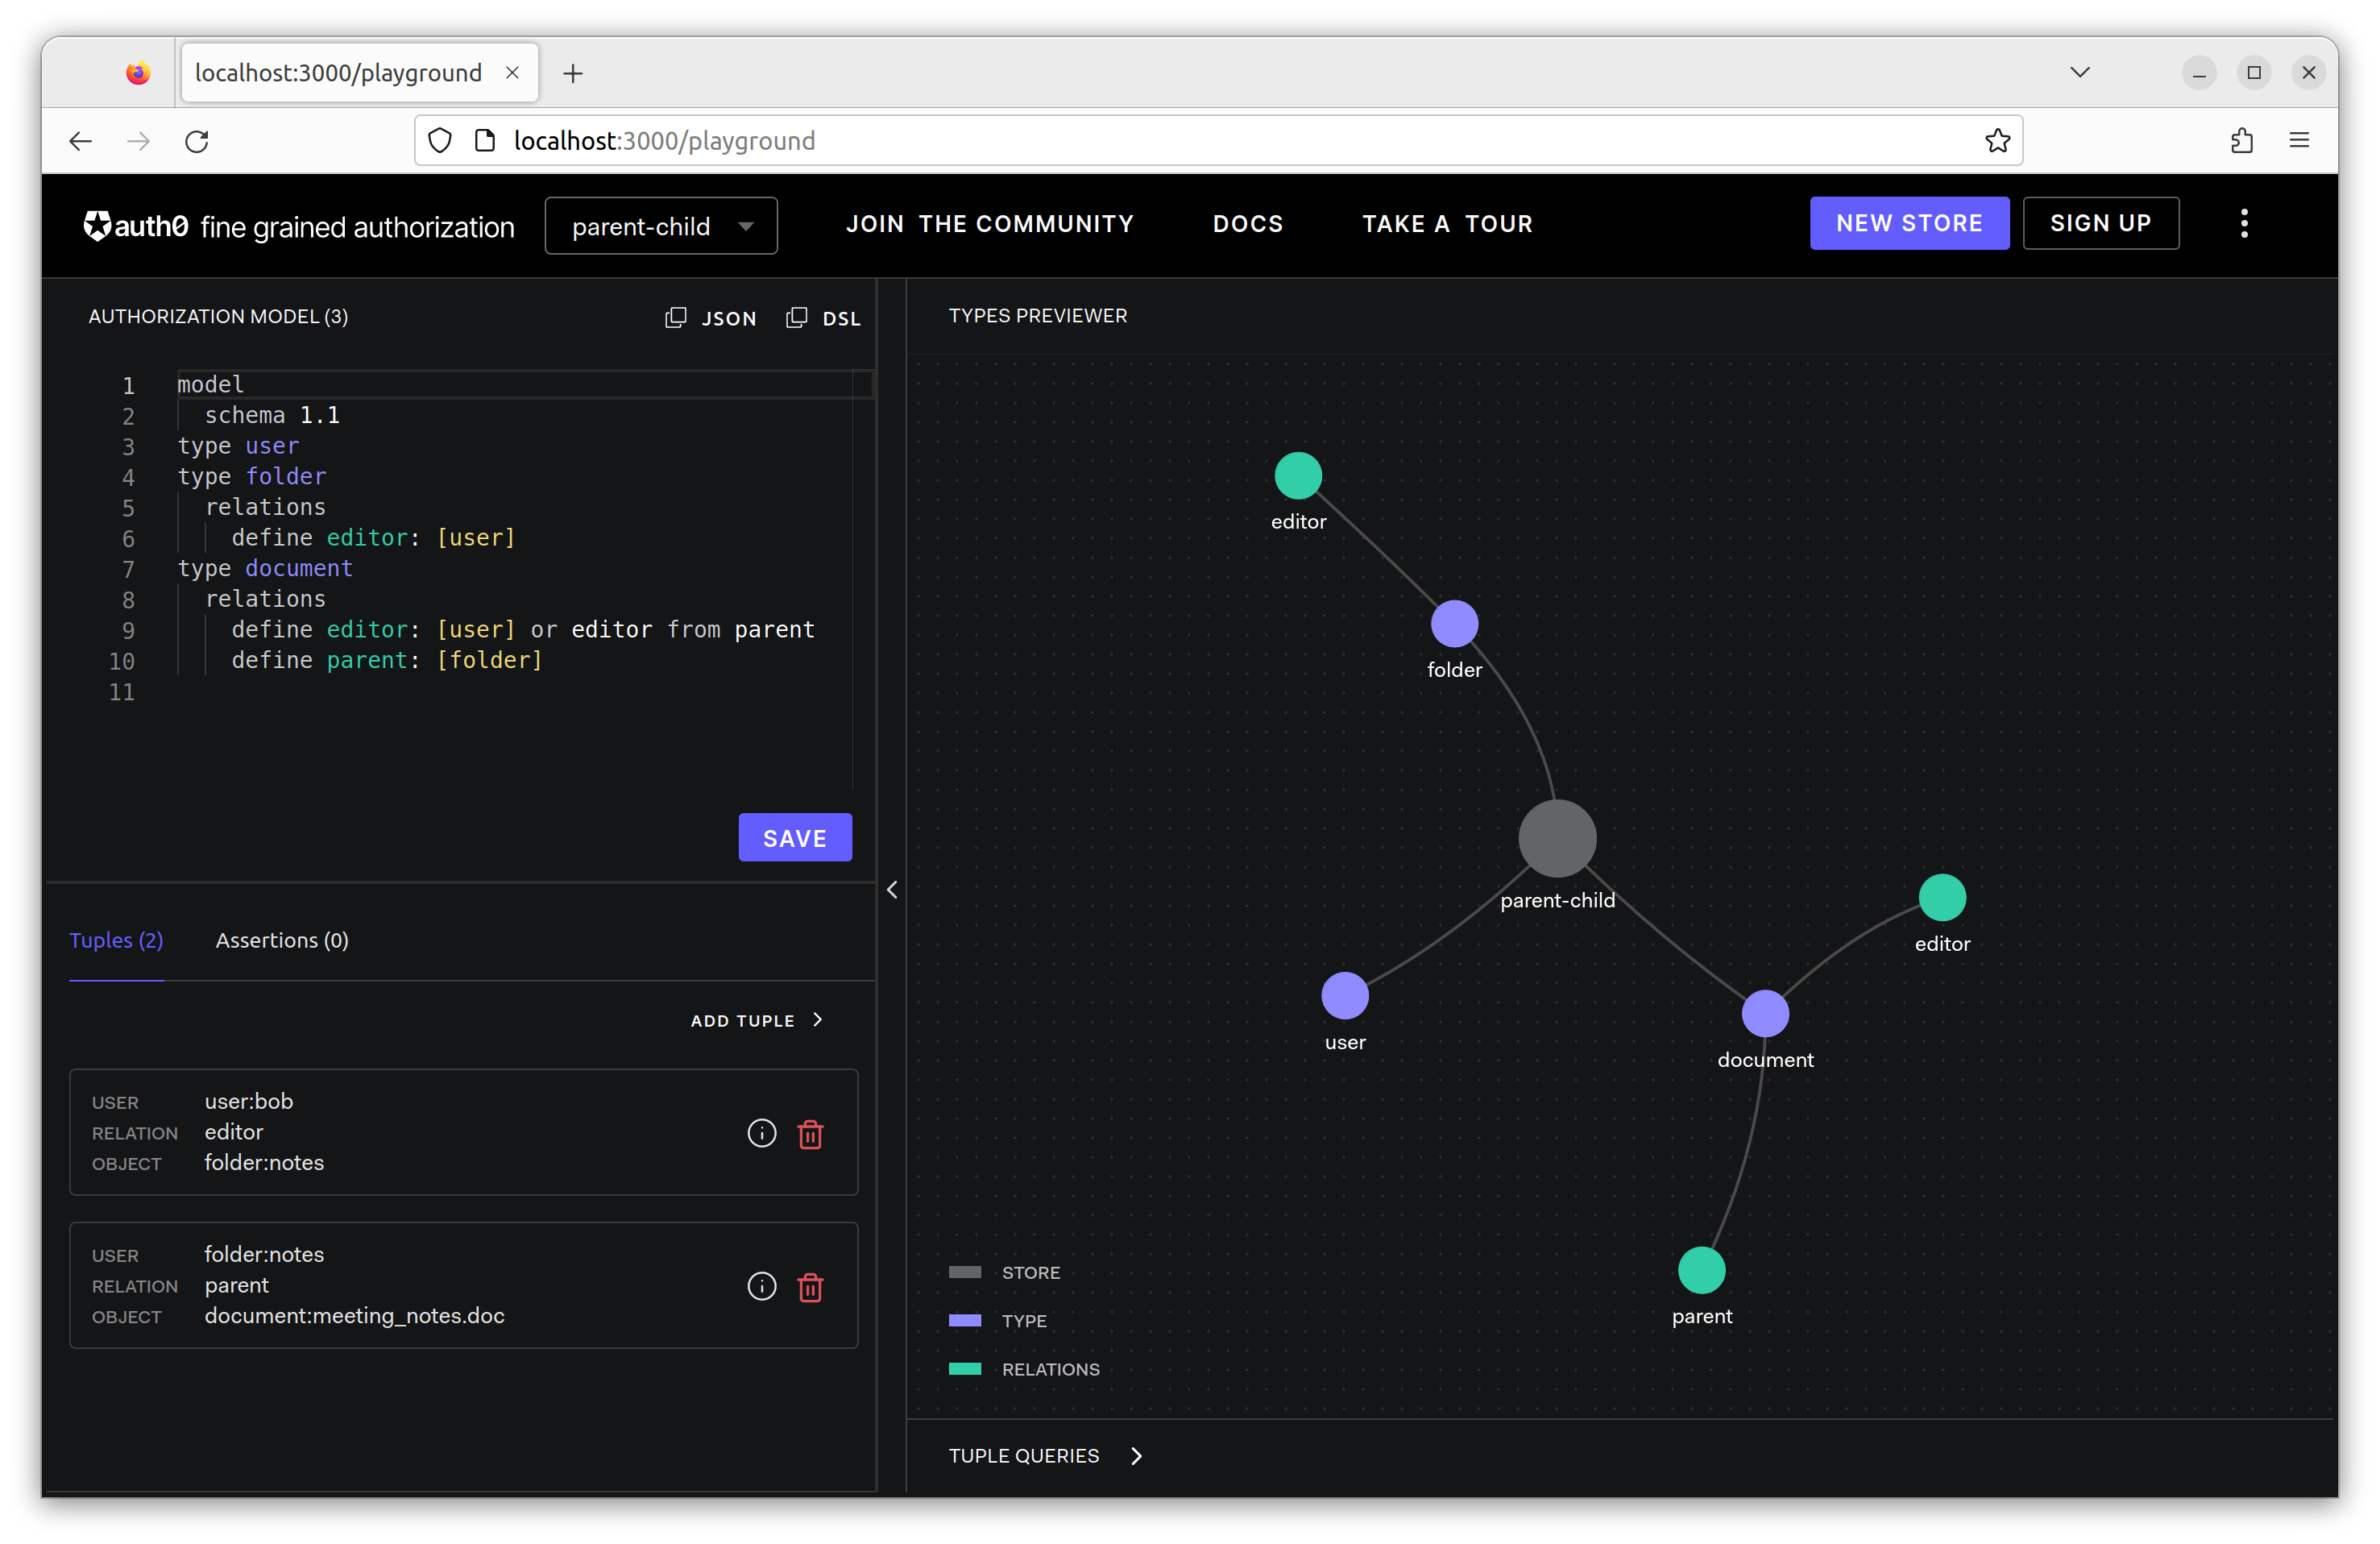 localhost:3000/playground
localhost:3000/playground
auth0 fine grained authorization
parent-child
JOIN THE COMMUNITY
DOCS
TAKE A TOUR
NEW STORE
SIGN UP
AUTHORIZATION MODEL (3)
JSON
DSL
1 model
2 schema 1.1
3 type user
4 type folder
5 relations
6 define editor: [user]
7 type document
8 relations
9 define editor: [user] or editor from parent
10 define parent: [folder]
11
SAVE
Tuples (2)
Assertions (0)
ADD TUPLE
USER user:bob
RELATION editor
OBJECT folder:notes
USER folder:notes
RELATION parent
OBJECT document:meeting_notes.doc
TYPES PREVIEWER
editor
folder
parent-child
editor
user
document
parent
STORE
TYPE
RELATIONS
TUPLE QUERIES